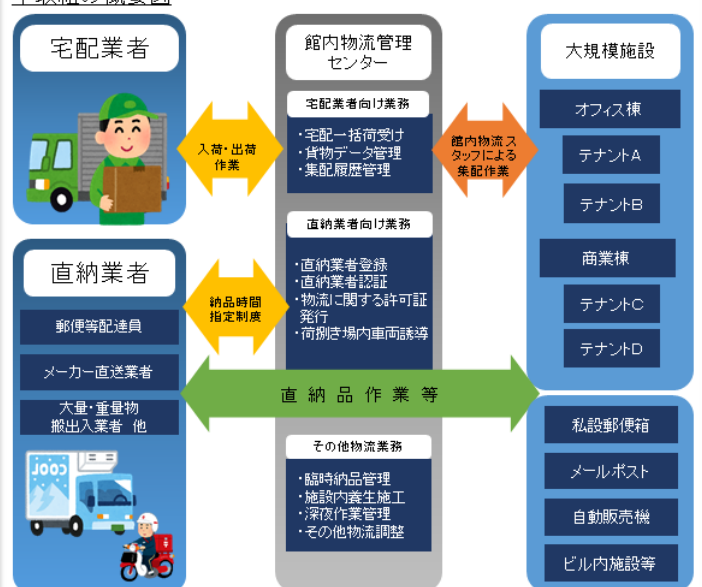 本取組の概要図
宅配業者
直納業者
郵便等配達員
メーカー直送業者
大量・重量物
搬出入業者 他
COOL
入荷・出荷
作業
納品時間
指定制度
館内物流管理
センター
宅配業者向け業務
・宅配一括荷受け
・貨物データ管理
・集配履歴管理
直納業者向け業務
・直納業者登録
・直納業者認証
・物流に関する許可証
発行
・荷捌き場内車両誘導
直納品作業等
その他物流業務
・臨時納品管理
・施設内養生施工
・深夜作業管理
・その他物流調整
館内物流ス
タッフによる
集配作業
大規模施設
オフィス棟
テナントA
テナントB
商業棟
テナントC
テナントD
私設郵便箱
メールポスト
自動販売機
ビル内施設等